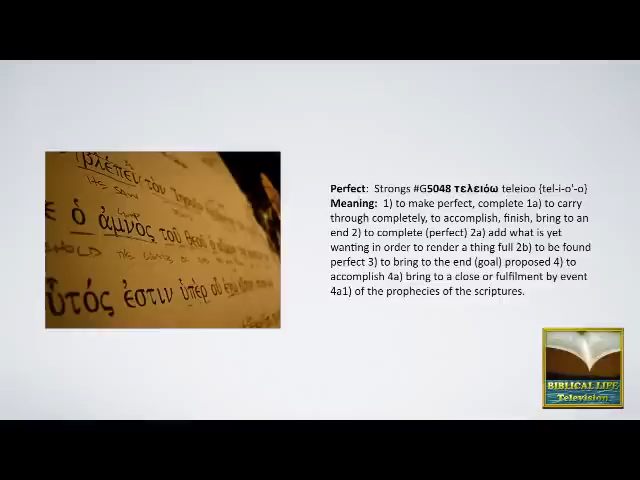 βλέπει τὸν
HE SAW
ὁ ἀμνὸς τοῦ θεοῦ ὁ
αὗτός ἐστιν ὑπὲρ οὗ
Perfect: Strongs #G5048 τελειόω teleioo {tel-i-o'-o}
Meaning: 1) to make perfect, complete 1a) to carry
through completely, to accomplish, finish, bring to an
end 2) to complete (perfect) 2a) add what is yet
wanting in order to render a thing full 2b) to be found
perfect 3) to bring to the end (goal) proposed 4) to
accomplish 4a) bring to a close or fulfilment by event
4a1) of the prophecies of the scriptures.
BIBLICAL LIFE
Television